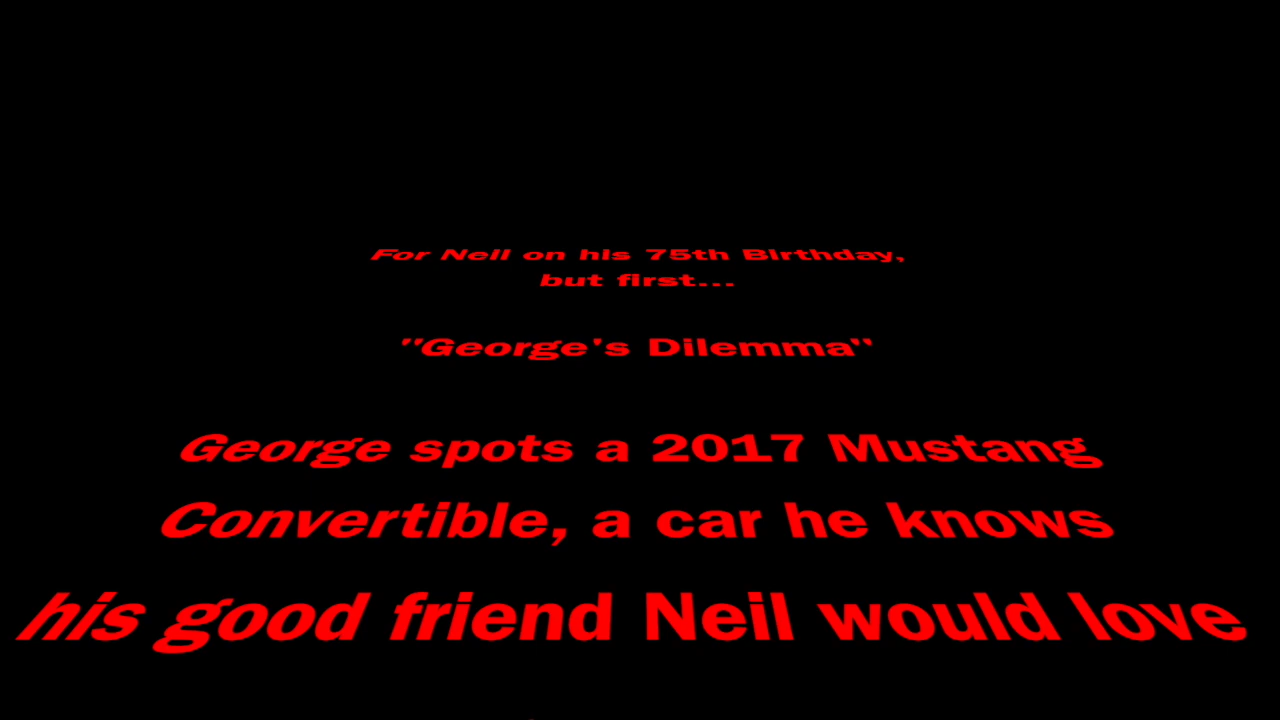 For Neil on his 75th Birthday,
but first...
"George's Dilemma"
George spots a 2017 Mustang
Convertible, a car he knows
his good friend Neil would love